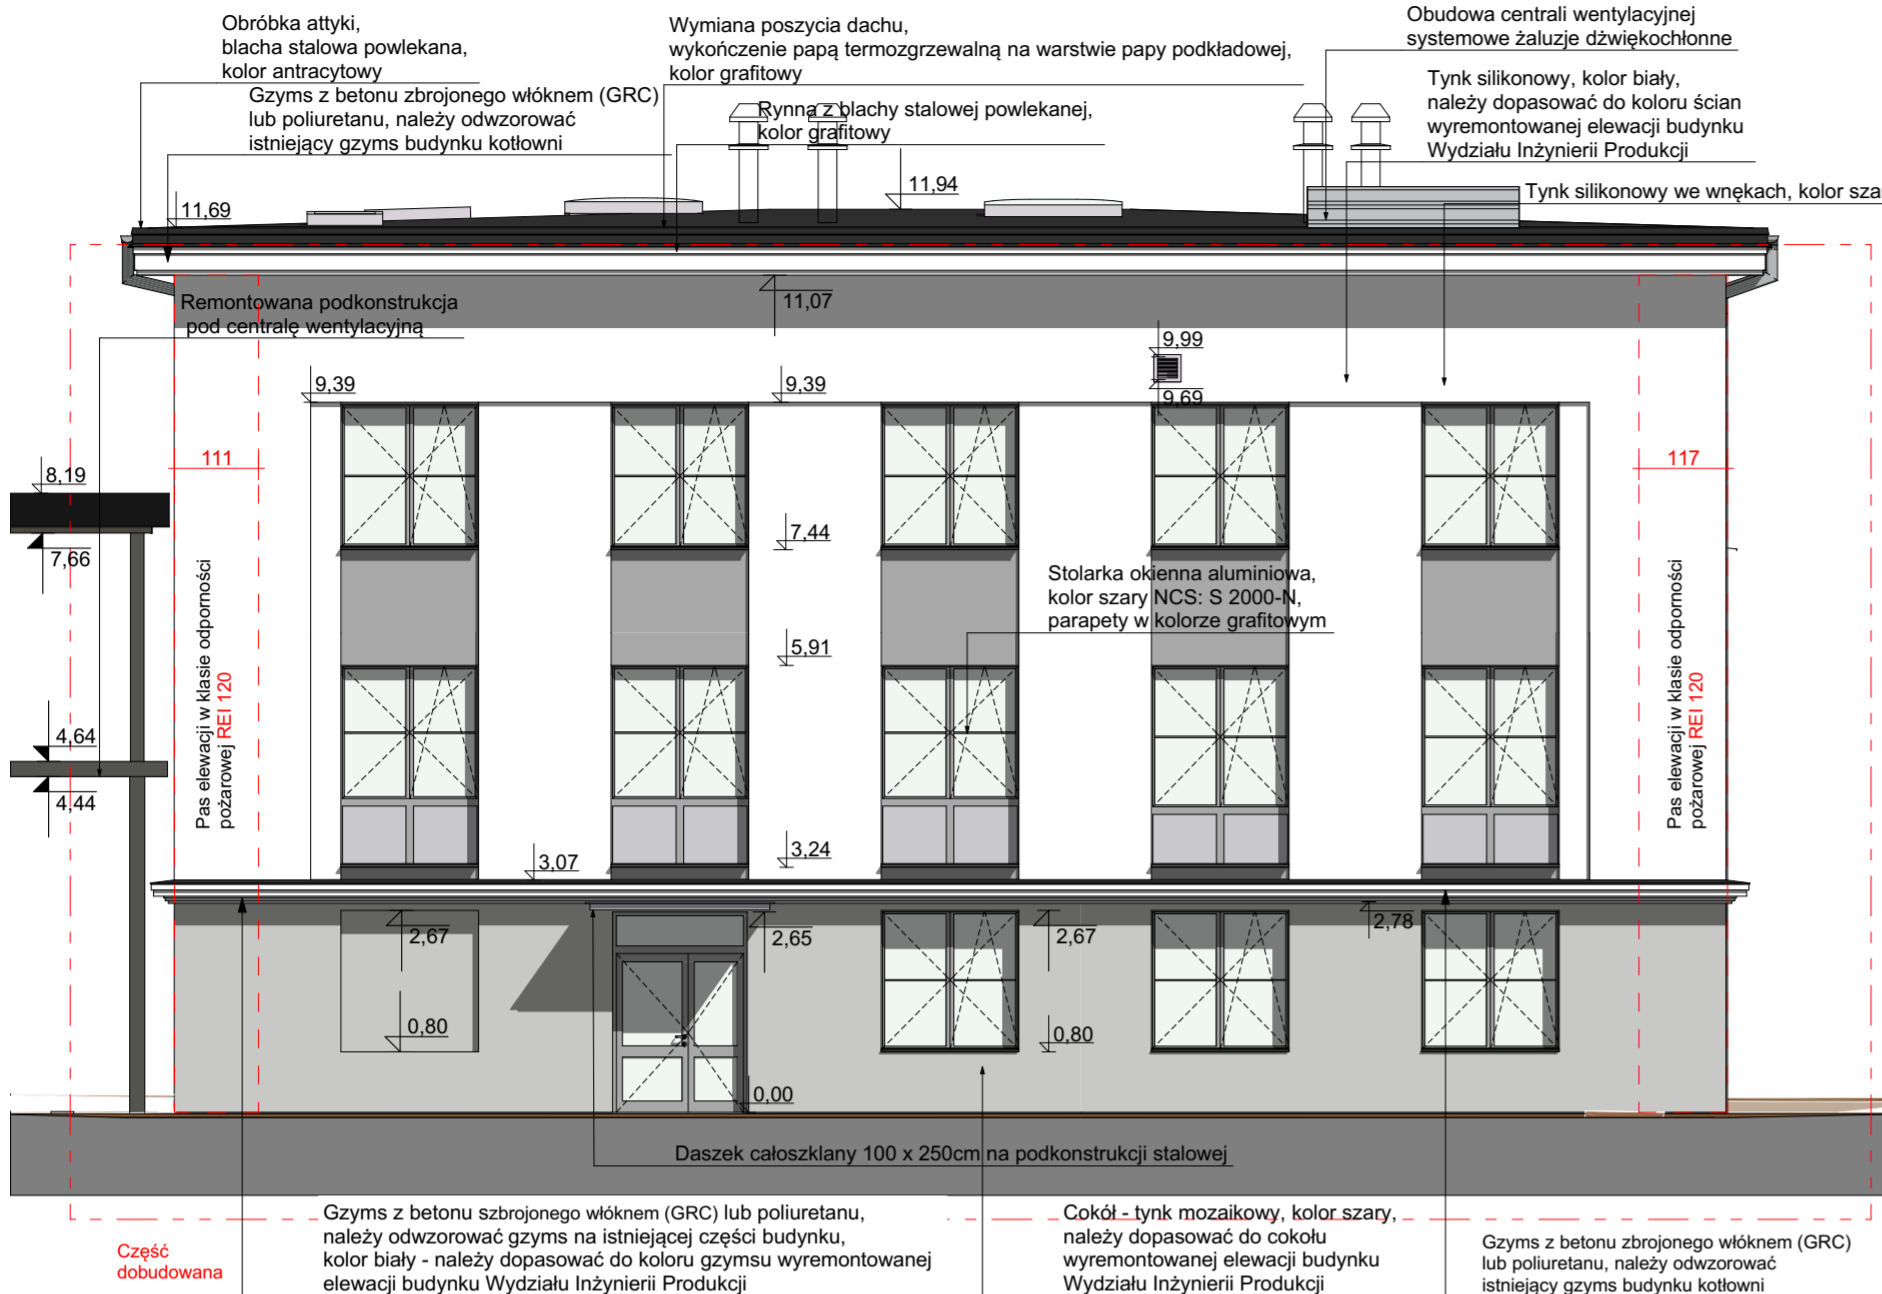 Obróbka attyki,
blacha stalowa powlekana,
kolor antracytowy
Gzyms z betonu zbrojonego włóknem (GRC)
lub poliuretanu, należy odwzorować
istniejący gzyms budynku kotłowni
Wymiana poszycia dachu,
wykończenie papą termozgrzewalną na warstwie papy podkładowej,
kolor grafitowy
Rynna z blachy stalowej powlekanej,
kolor grafitowy
Obudowa centrali wentylacyjnej
systemowe żaluzje dźwiękochłonne
Tynk silikonowy, kolor biały,
należy dopasować do koloru ścian
wyremontowanej elewacji budynku
Wydziału Inżynierii Produkcji
Tynk silikonowy we wnękach, kolor sza
11,69
11,94
11,07
Remontowana podkonstrukcja
pod centralę wentylacyjną
9,99
9,69
9,39
9,39
111
117
8,19
7,66
7,44
Stolarka okienna aluminiowa,
kolor szary NCS: S 2000-N,
parapety w kolorze grafitowym
5,91
Pas elewacji w klasie odporności
pożarowej REI 120
Pas elewacji w klasie odporności
pożarowej REI 120
4,64
4,44
3,24
3,07
2,67
2,65
2,67
2,78
0,80
0,80
0,00
Daszek całoszklany 100 x 250cm na podkonstrukcji stalowej
Część
dobudowana
Gzyms z betonu szbrojonego włóknem (GRC) lub poliuretanu,
należy odwzorować gzyms na istniejącej części budynku,
kolor biały - należy dopasować do koloru gzymsu wyremontowanej
elewacji budynku Wydziału Inżynierii Produkcji
Cokół - tynk mozaikowy, kolor szary,
należy dopasować do cokołu
wyremontowanej elewacji budynku
Wydziału Inżynierii Produkcji
Gzyms z betonu zbrojonego włóknem (GRC)
lub poliuretanu, należy odwzorować
istniejący gzyms budynku kotłowni